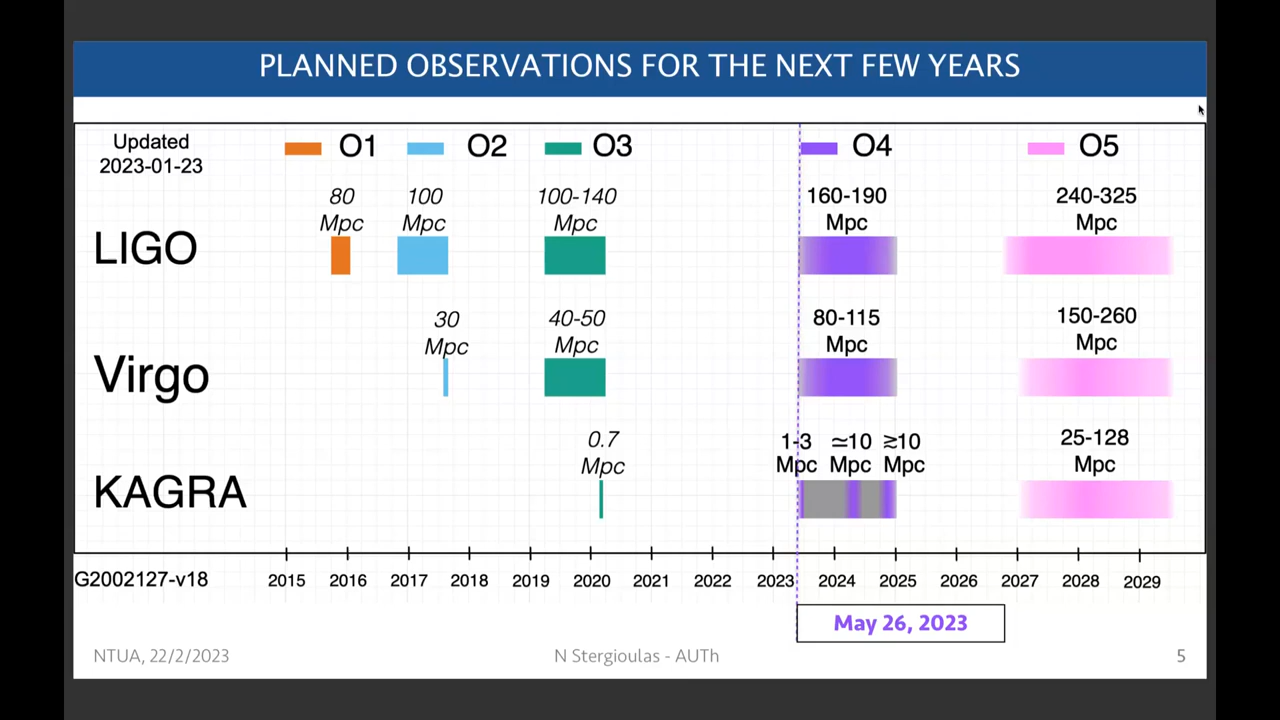 PLANNED OBSERVATIONS FOR THE NEXT FEW YEARS
Updated
2023-01-23
O1
O2
O3
O4
O5
80
Mpc
100
Mpc
100-140
Mpc
160-190
Mpc
240-325
Mpc
LIGO
30
Mpc
40-50
Mpc
80-115
Mpc
150-260
Mpc
Virgo
0.7
Mpc
1-3
Mpc
≃10
Mpc
≳10
Mpc
25-128
Mpc
KAGRA
G2002127-v18
2015 2016 2017 2018 2019 2020 2021 2022 2023 2024 2025 2026 2027 2028 2029
May 26, 2023
NTUA, 22/2/2023
N Stergioulas - AUTh
5